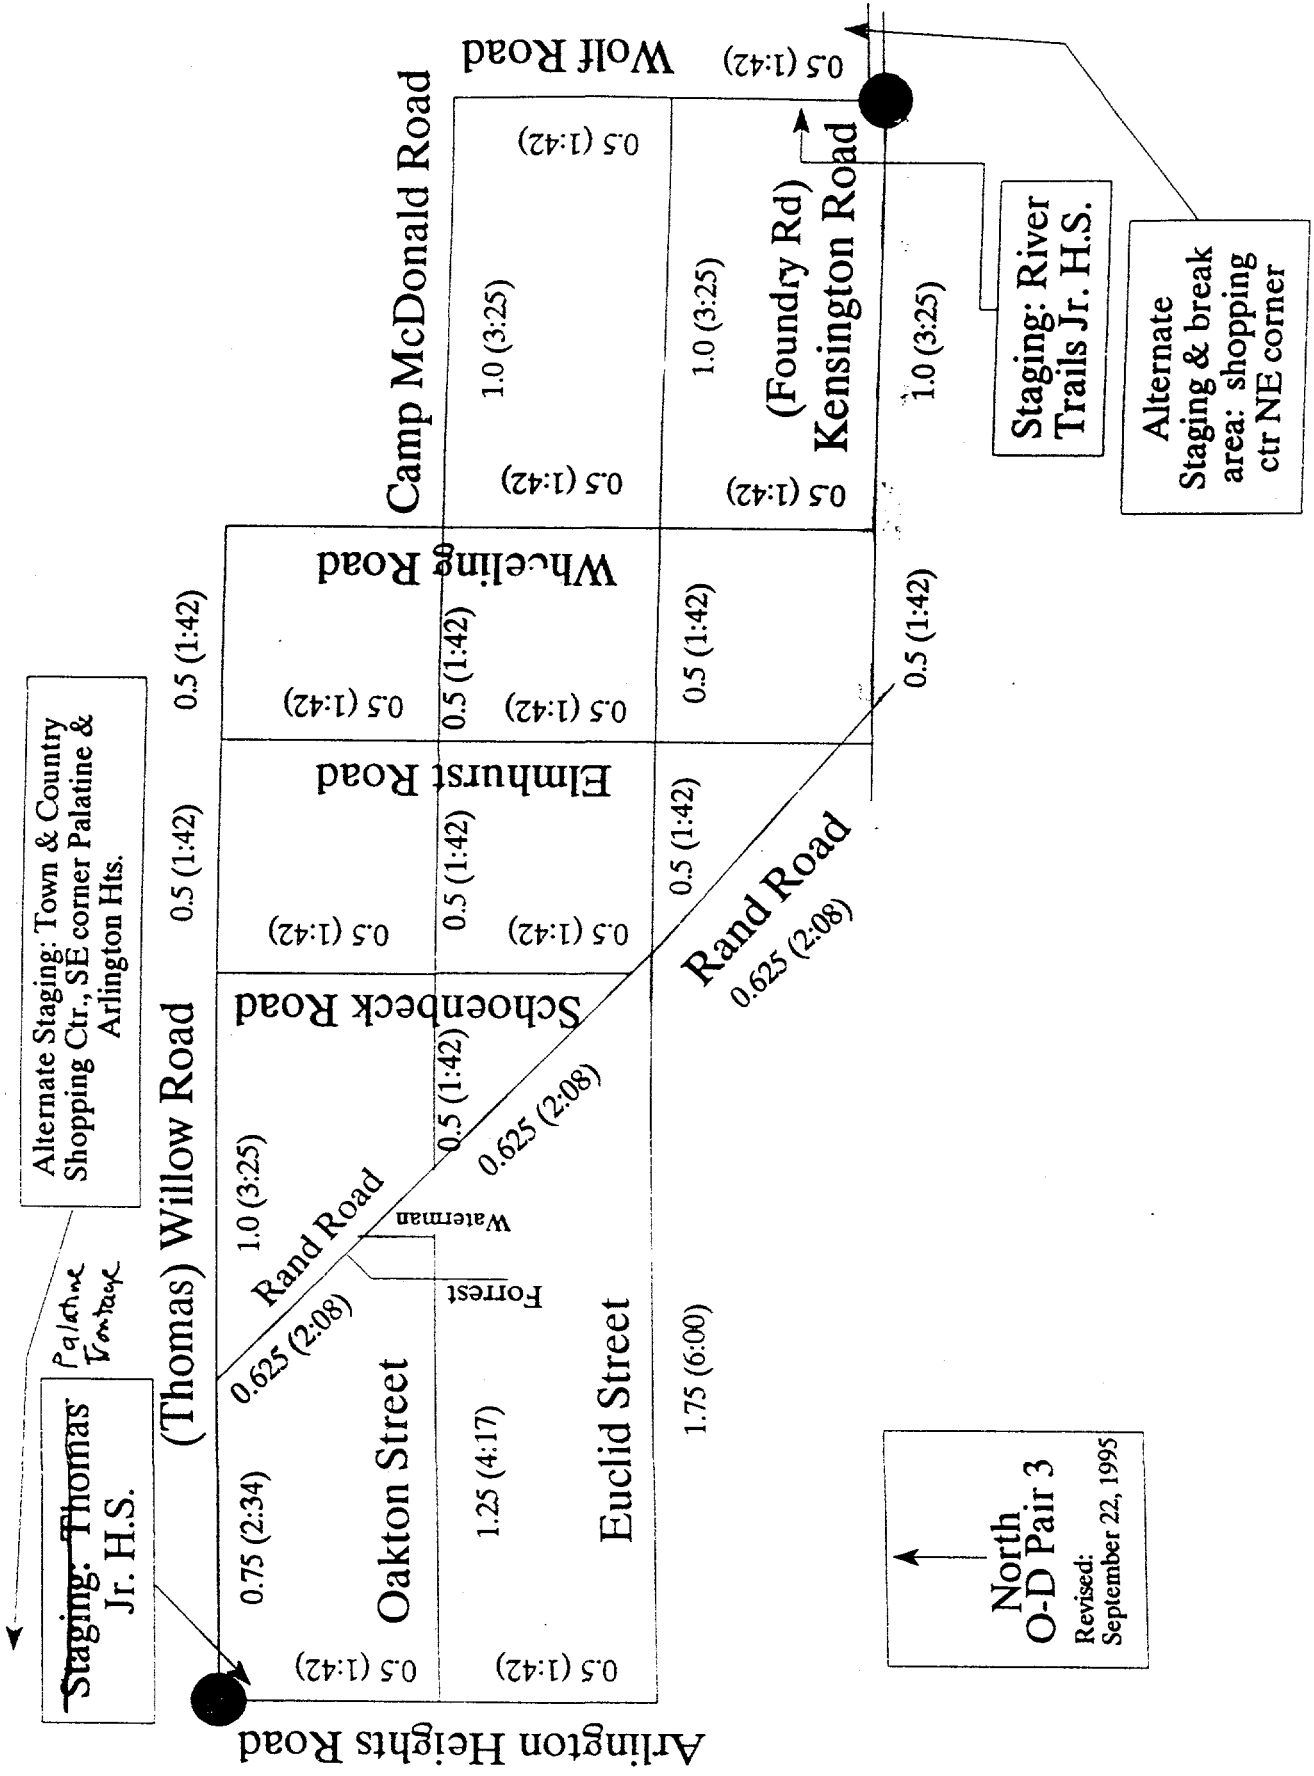 Alternate Staging: Town & Country
Shopping Ctr., SE corner Palatine &
Arlington Hts.
Palatine
Frontage
Staging: Thomas
Jr. H.S.
(Thomas) Willow Road
0.75 (2:34)
1.0 (3:25)
0.5 (1:42)
0.5 (1:42)
Rand Road
0.625 (2:08)
Oakton Street
1.25 (4:17)
Waterman
Forrest
0.5 (1:42)
0.5 (1:42)
0.5 (1:42)
Camp McDonald Road
1.0 (3:25)
0.625 (2:08)
Euclid Street
1.75 (6:00)
0.5 (1:42)
0.5 (1:42)
1.0 (3:25)
Rand Road
0.625 (2:08)
(Foundry Rd)
Kensington Road
0.5 (1:42)
1.0 (3:25)
Arlington Heights Road
0.5 (1:42)
0.5 (1:42)
Schoenbeck Road
0.5 (1:42)
0.5 (1:42)
Elmhurst Road
0.5 (1:42)
0.5 (1:42)
Wheeling Road
0.5 (1:42)
0.5 (1:42)
Wolf Road
0.5 (1:42)
0.5 (1:42)
Staging: River
Trails Jr. H.S.
Alternate
Staging & break
area: shopping
ctr NE corner
North
O-D Pair 3
Revised:
September 22, 1995